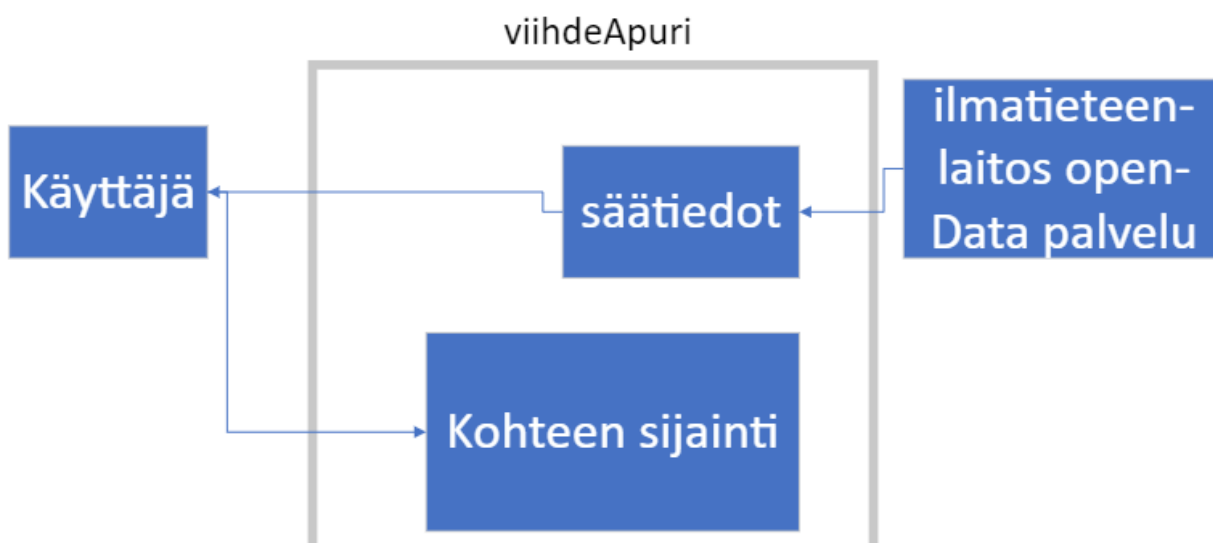 viihdeApuri
Käyttäjä
säätiedot
ilmatieteen-
laitos open-
Data palvelu
Kohteen sijainti